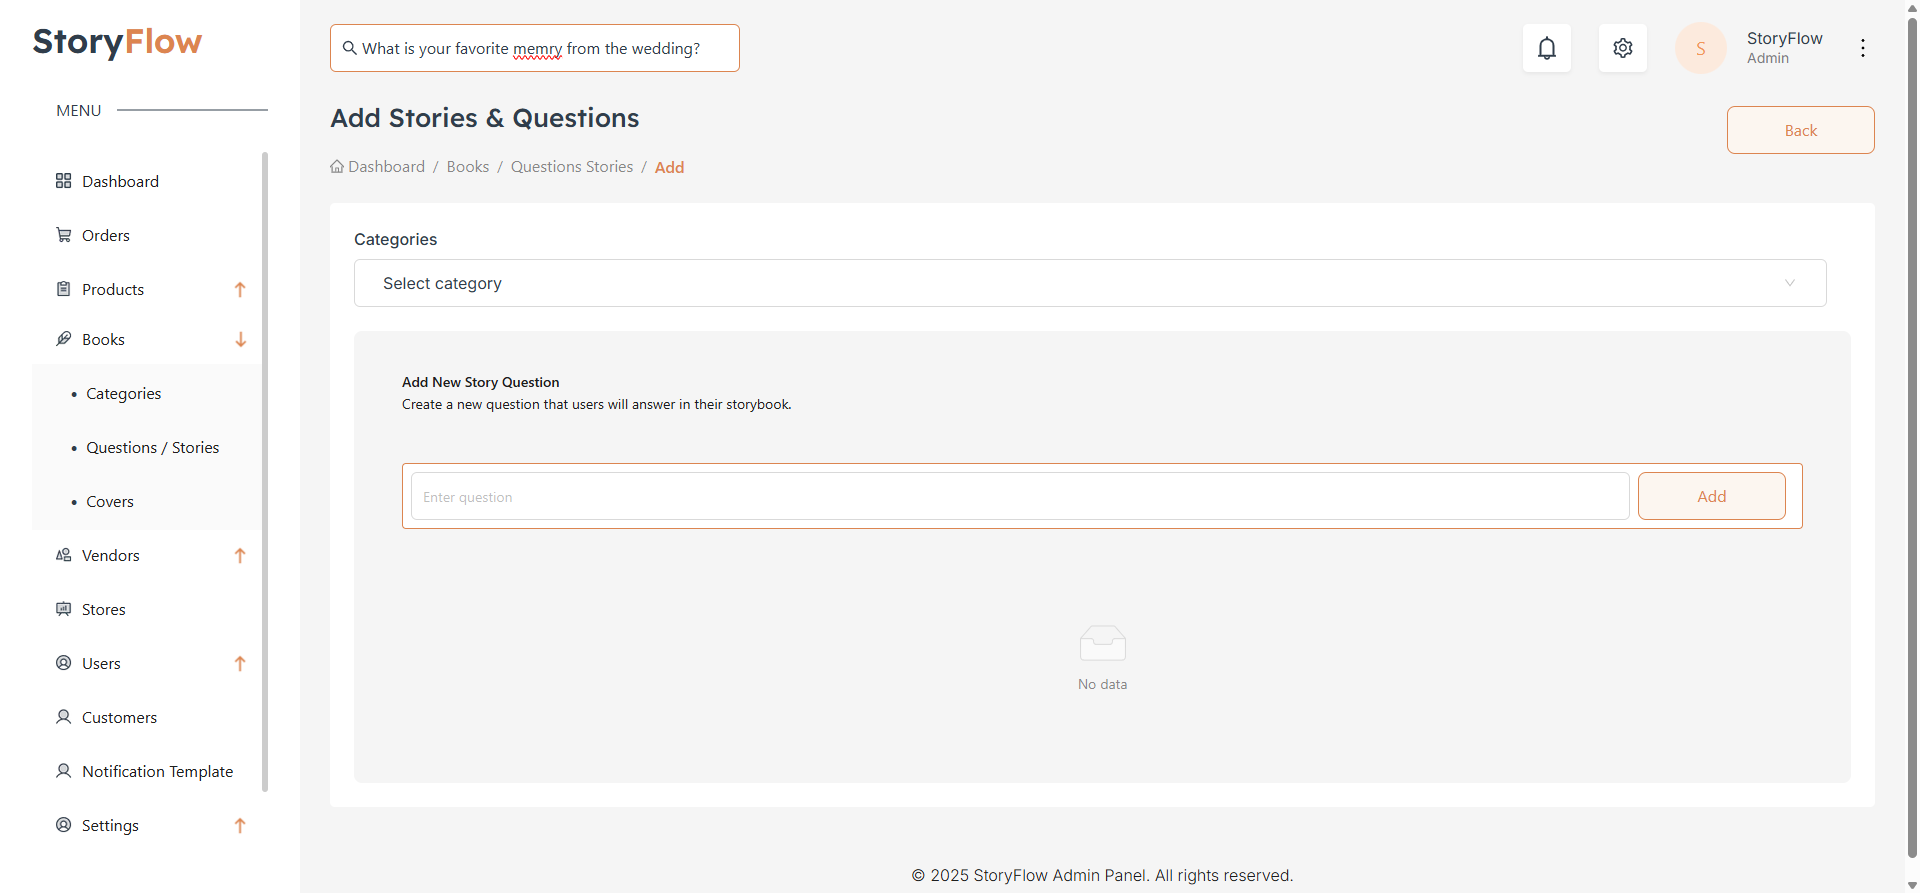 StoryFlow
MENU
Dashboard
Orders
Products
Books
• Categories
• Questions / Stories
• Covers
Vendors
Stores
Users
Customers
Notification Template
Settings
What is your favorite memry from the wedding?
S
StoryFlow
Admin
Add Stories & Questions
Back
Dashboard / Books / Questions Stories / Add
Categories
Select category
Add New Story Question
Create a new question that users will answer in their storybook.
Enter question
Add
No data
© 2025 StoryFlow Admin Panel. All rights reserved.